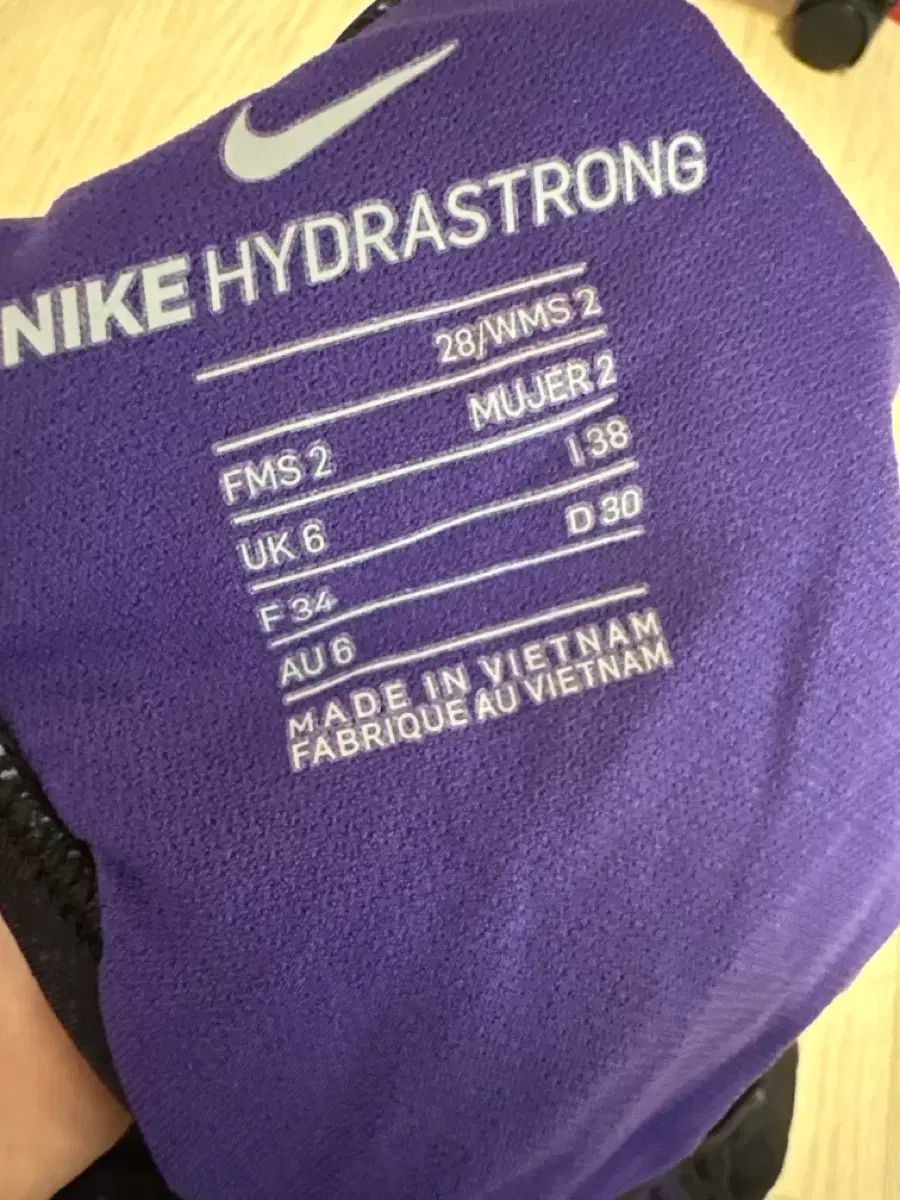 NIKE HYDRASTRONG
28/WMS 2
FMS 2 MUJER 2
UK 6 I 38
F 34 D 30
AU 6
MADE IN VIETNAM
FABRIQUE AU VIETNAM